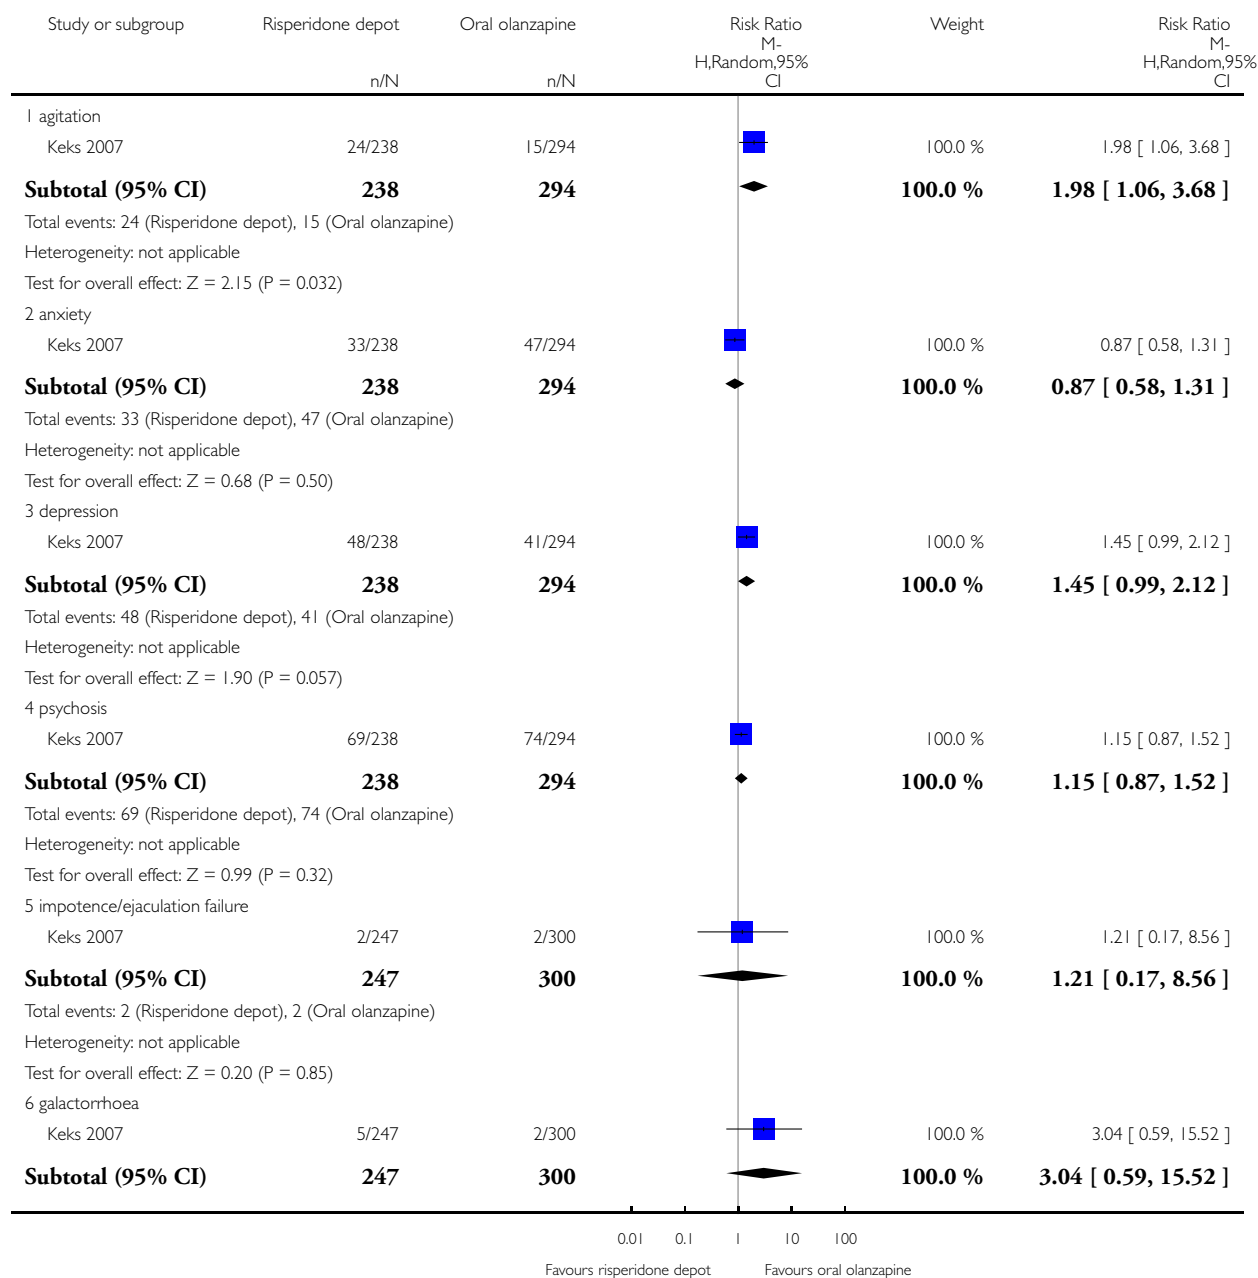 Study or subgroup Risperidone depot Oral olanzapine Risk Ratio Weight Risk Ratio
M- M-
H,Random,95% H,Random,95%
n/N n/N CI CI
1 agitation
Keks 2007 24/238 15/294 100.0 % 1.98 [ 1.06, 3.68 ]
Subtotal (95% CI) 238 294 100.0 % 1.98 [ 1.06, 3.68 ]
Total events: 24 (Risperidone depot), 15 (Oral olanzapine)
Heterogeneity: not applicable
Test for overall effect: Z = 2.15 (P = 0.032)
2 anxiety
Keks 2007 33/238 47/294 100.0 % 0.87 [ 0.58, 1.31 ]
Subtotal (95% CI) 238 294 100.0 % 0.87 [ 0.58, 1.31 ]
Total events: 33 (Risperidone depot), 47 (Oral olanzapine)
Heterogeneity: not applicable
Test for overall effect: Z = 0.68 (P = 0.50)
3 depression
Keks 2007 48/238 41/294 100.0 % 1.45 [ 0.99, 2.12 ]
Subtotal (95% CI) 238 294 100.0 % 1.45 [ 0.99, 2.12 ]
Total events: 48 (Risperidone depot), 41 (Oral olanzapine)
Heterogeneity: not applicable
Test for overall effect: Z = 1.90 (P = 0.057)
4 psychosis
Keks 2007 69/238 74/294 100.0 % 1.15 [ 0.87, 1.52 ]
Subtotal (95% CI) 238 294 100.0 % 1.15 [ 0.87, 1.52 ]
Total events: 69 (Risperidone depot), 74 (Oral olanzapine)
Heterogeneity: not applicable
Test for overall effect: Z = 0.99 (P = 0.32)
5 impotence/ejaculation failure
Keks 2007 2/247 2/300 100.0 % 1.21 [ 0.17, 8.56 ]
Subtotal (95% CI) 247 300 100.0 % 1.21 [ 0.17, 8.56 ]
Total events: 2 (Risperidone depot), 2 (Oral olanzapine)
Heterogeneity: not applicable
Test for overall effect: Z = 0.20 (P = 0.85)
6 galactorrhoea
Keks 2007 5/247 2/300 100.0 % 3.04 [ 0.59, 15.52 ]
Subtotal (95% CI) 247 300 100.0 % 3.04 [ 0.59, 15.52 ]
0.01 0.1 1 10 100
Favours risperidone depot Favours oral olanzapine